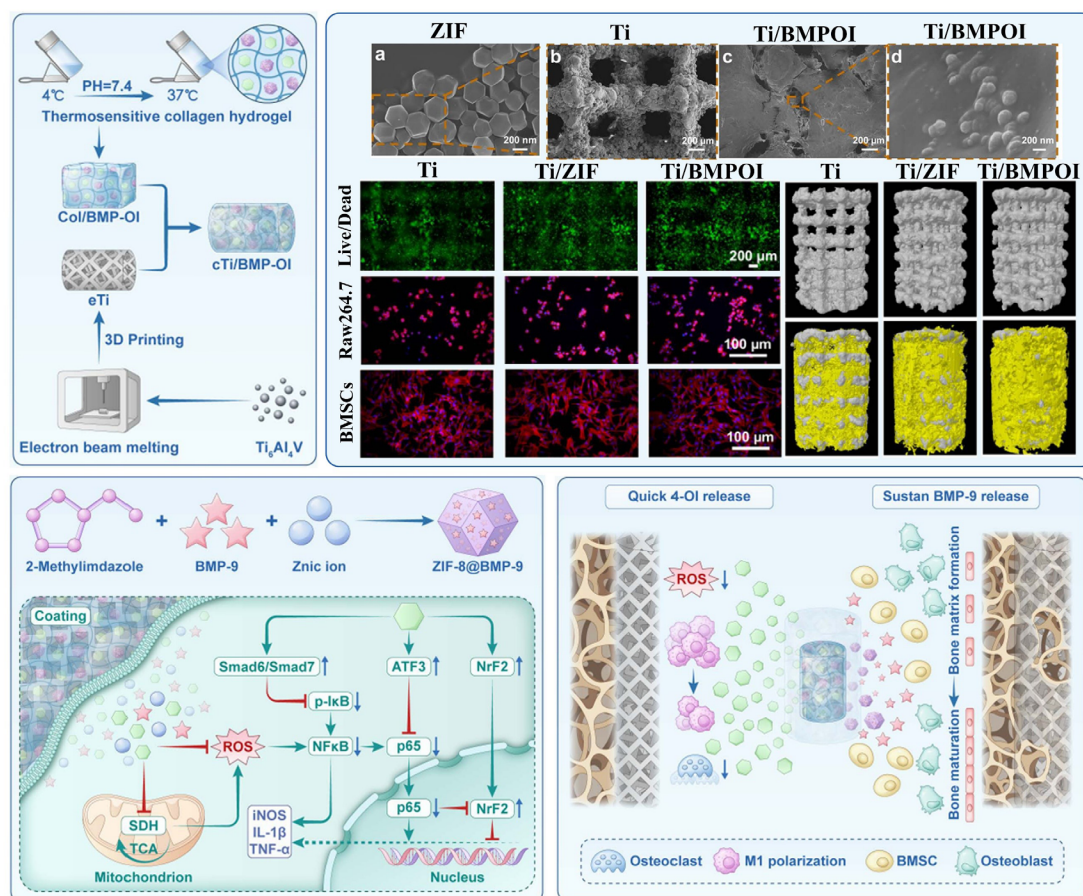 4℃
PH=7.4
37℃
Thermosensitive collagen hydrogel
Col/BMP-OI
cTi/BMP-OI
eTi
3D Printing
Electron beam melting
Ti₆Al₄V
ZIF
Ti
Ti/BMPOI
Ti/BMPOI
a
200 nm
b
200 μm
c
200 μm
d
200 nm
Ti
Ti/ZIF
Ti/BMPOI
Ti
Ti/ZIF
Ti/BMPOI
Live/Dead
200 μm
Raw264.7
100 μm
BMSCs
100 μm
2-Methylimdazole
+
BMP-9
+
Znic ion
ZIF-8@BMP-9
Coating
Smad6/Smad7
ATF3
NrF2
p-IκB
ROS
NFκB
p65
p65
NrF2
SDH
TCA
Mitochondrion
iNOS
IL-1β
TNF-α
Nucleus
Quick 4-OI release
Sustan BMP-9 release
ROS
Bone matrix formation
Bone maturation
Osteoclast
M1 polarization
BMSC
Osteoblast